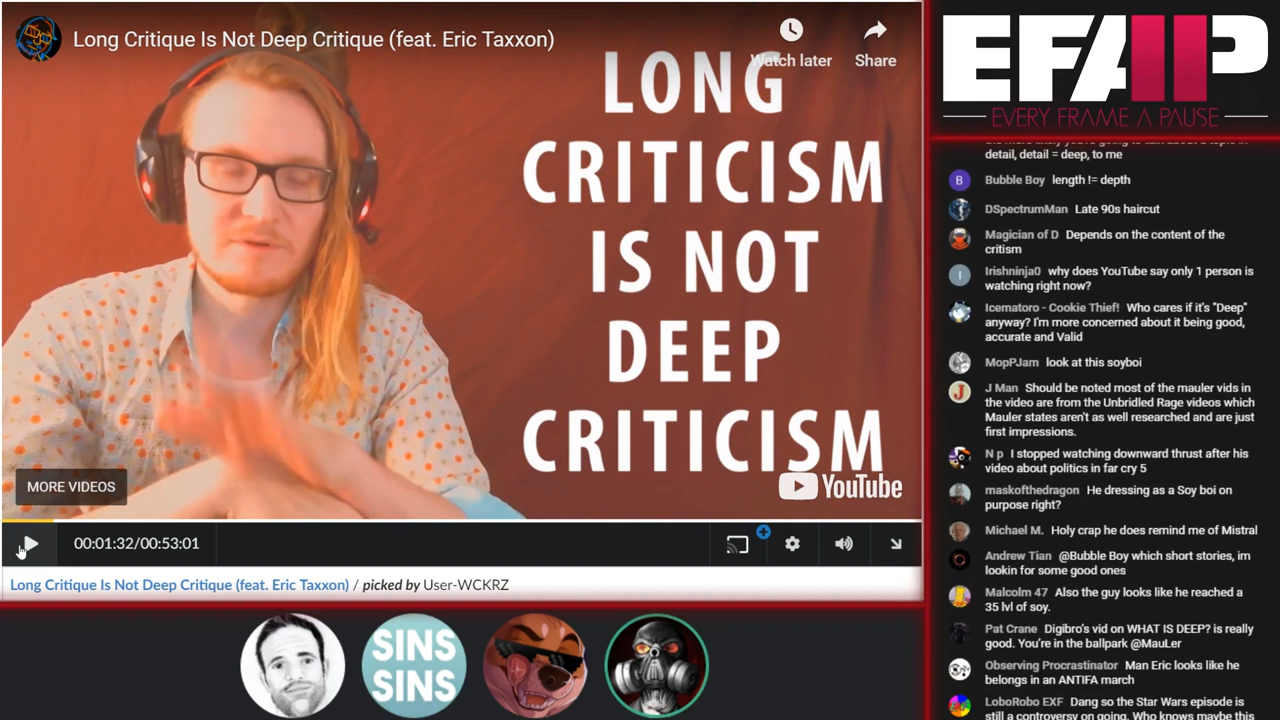 Long Critique Is Not Deep Critique (feat. Eric Taxxon)
Watch later
Share
LONG
CRITICISM
IS NOT
DEEP
CRITICISM
MORE VIDEOS
YouTube
00:01:32/00:53:01
Long Critique Is Not Deep Critique (feat. Eric Taxxon) / picked by User-WCKRZ
SINS
SINS
EFAP
EVERY FRAME A PAUSE
detail, detail = deep, to me
B
Bubble Boy length != depth
DSpectrumMan Late 90s haircut
Magician of D Depends on the content of the
critism
I
Irishninja0 why does YouTube say only 1 person is
watching right now?
Icematoro - Cookie Thief! Who cares if it's "Deep"
anyway? I'm more concerned about it being good,
accurate and Valid
MopPJam look at this soyboi
J
J Man Should be noted most of the mauler vids in
the video are from the Unbridled Rage videos which
Mauler states aren't as well researched and are just
first impressions.
N p I stopped watching downward thrust after his
video about politics in far cry 5
maskofthedragon He dressing as a Soy boi on
purpose right?
Michael M. Holy crap he does remind me of Mistral
Andrew Tian @Bubble Boy which short stories, im
lookin for some good ones
Malcolm 47 Also the guy looks like he reached a
35 lvl of soy.
Pat Crane Digibro's vid on WHAT IS DEEP? is really
good. You're in the ballpark @MauLer
Observing Procrastinator Man Eric looks like he
belongs in an ANTIFA march
LoboRobo EXF Dang so the Star Wars episode is
still a controversy on going. Who knows maybe this